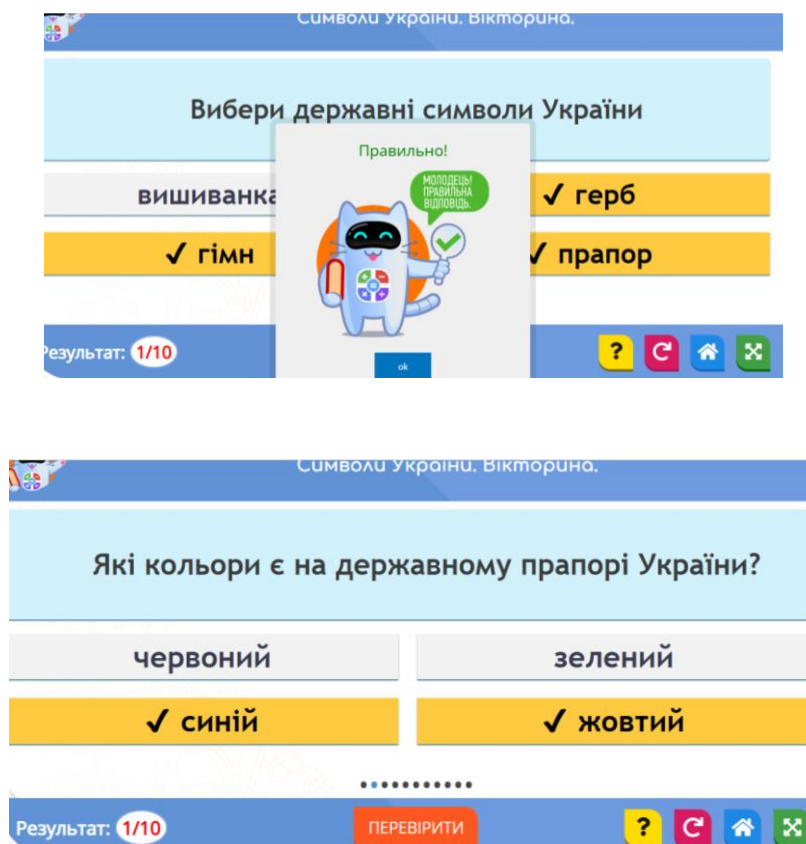 Символи України. Вікторина.
Вибери державні символи України
Правильно!
МОЛОДЕЦЬ!
ПРАВИЛЬНА
ВІДПОВІДЬ.
вишиванка
✓ герб
✓ гімн
✓ прапор
Результат: 1/10
ok
?
Символи України. Вікторина.
Які кольори є на державному прапорі України?
червоний
зелений
✓ синій
✓ жовтий
Результат: 1/10
ПЕРЕВІРИТИ
?